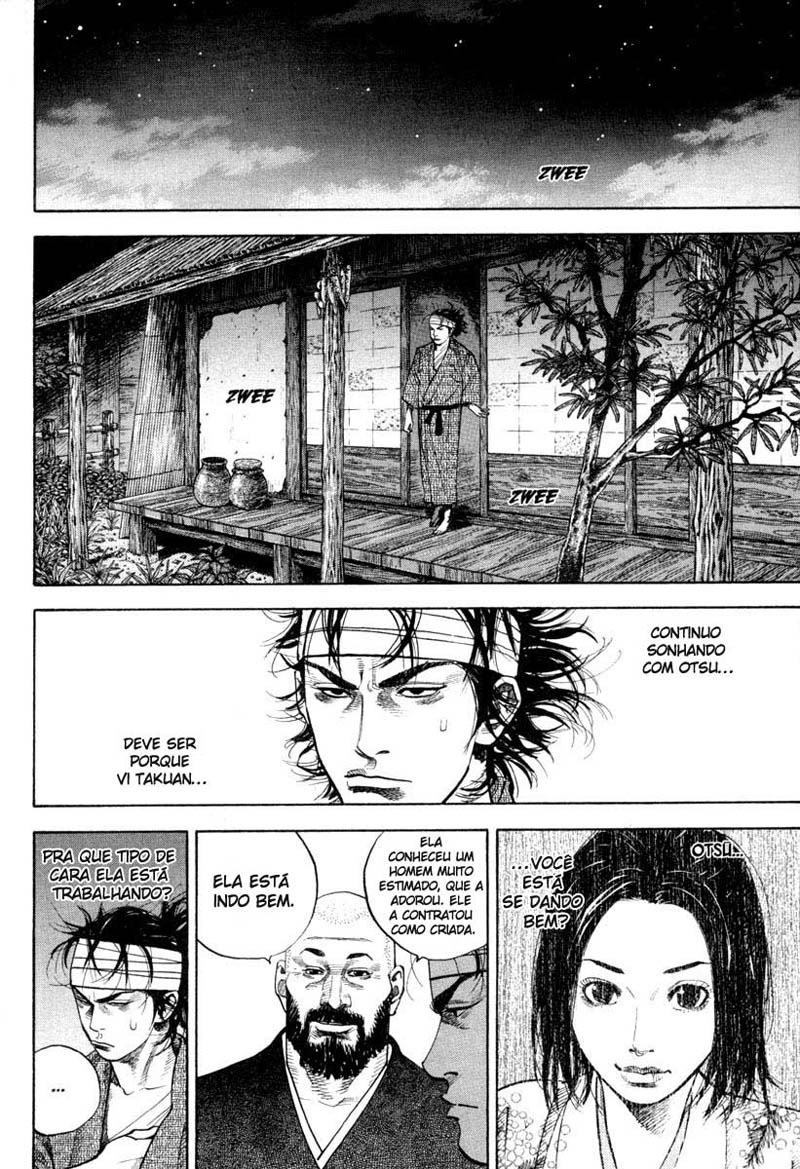 ZWEE
ZWEE
ZWEE
CONTINUO
SONHANDO
COM OTSU...
DEVE SER
PORQUE
VI TAKUAN...
OTSU...
...VOCÊ
ESTÁ
SE DANDO
BEM?
ELA
CONHECEU UM
HOMEM MUITO
ESTIMADO, QUE A
ADOROU. ELE
A CONTRATOU
COMO CRIADA.
ELA ESTÁ
INDO BEM.
PRA QUE TIPO DE
CARA ELA ESTÁ
TRABALHANDO?
...